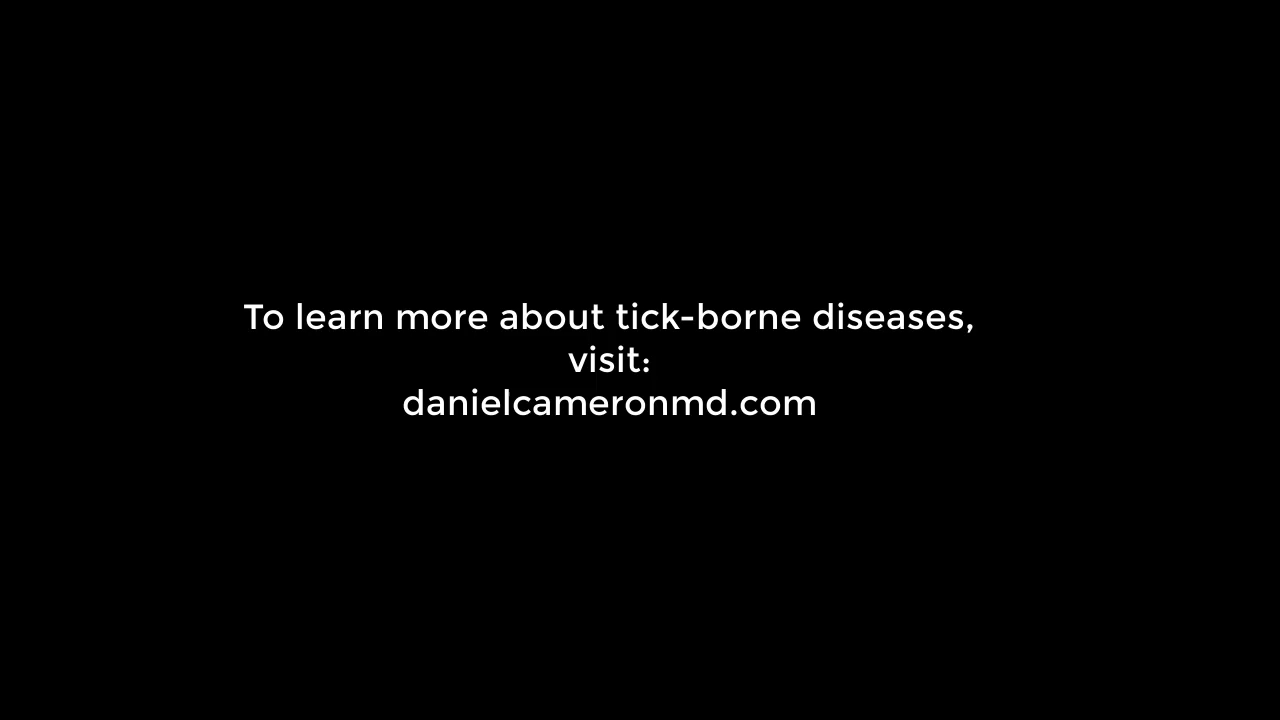 To learn more about tick-borne diseases,
visit:
danielcameronmd.com